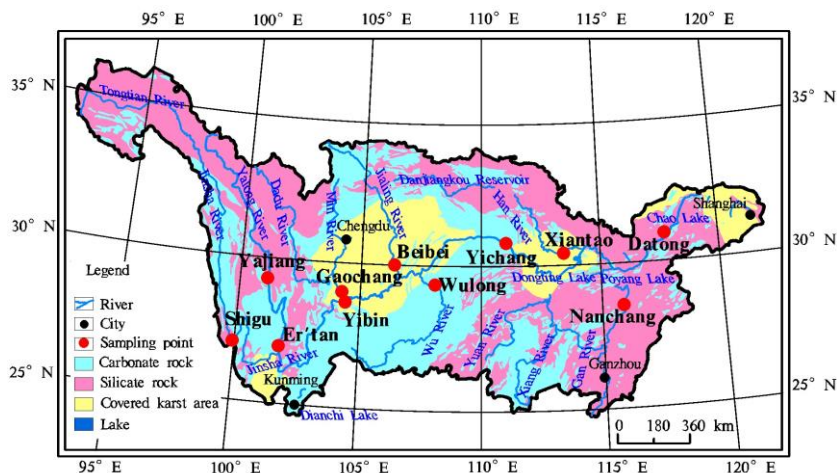 95° E 100° E 105° E 110° E 115° E 120° E
35° N
35° N
30° N
30° N
25° N
25° N
95° E 100° E 105° E 110° E 115° E 120° E
Tongtian River
Jinsha River
Yalong River
Dadu River
Min River
Jialing River
Danjiangkou Reservoir
Han River
Chao Lake
Shanghai
Chengdu
Beibei
Yichang
Xiantao
Datong
Yajiang
Gaochang
Wulong
Dongting Lake
Poyang Lake
Yibin
Nanchang
Shigu
Er'tan
Wu River
Yuan River
Xiang River
Gan River
Jinsha River
Kunming
Ganzhou
Dianchi Lake
Legend
River
City
Sampling point
Carbonate rock
Silicate rock
Covered karst area
Lake
0 180 360 km